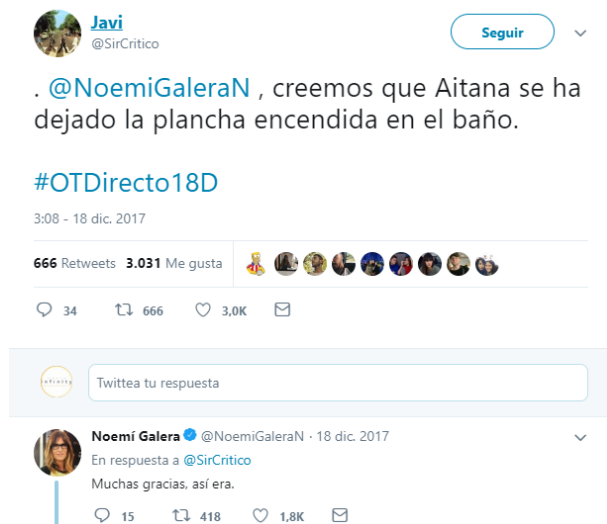 Javi
@SirCritico
Seguir
. @NoemiGaleraN , creemos que Aitana se ha
dejado la plancha encendida en el baño.
#OTDirecto18D
3:08 - 18 dic. 2017
666 Retweets 3.031 Me gusta
34 666 3,0K
infinity
Twittea tu respuesta
Noemí Galera @NoemiGaleraN · 18 dic. 2017
En respuesta a @SirCritico
Muchas gracias, así era.
15 418 1,8K